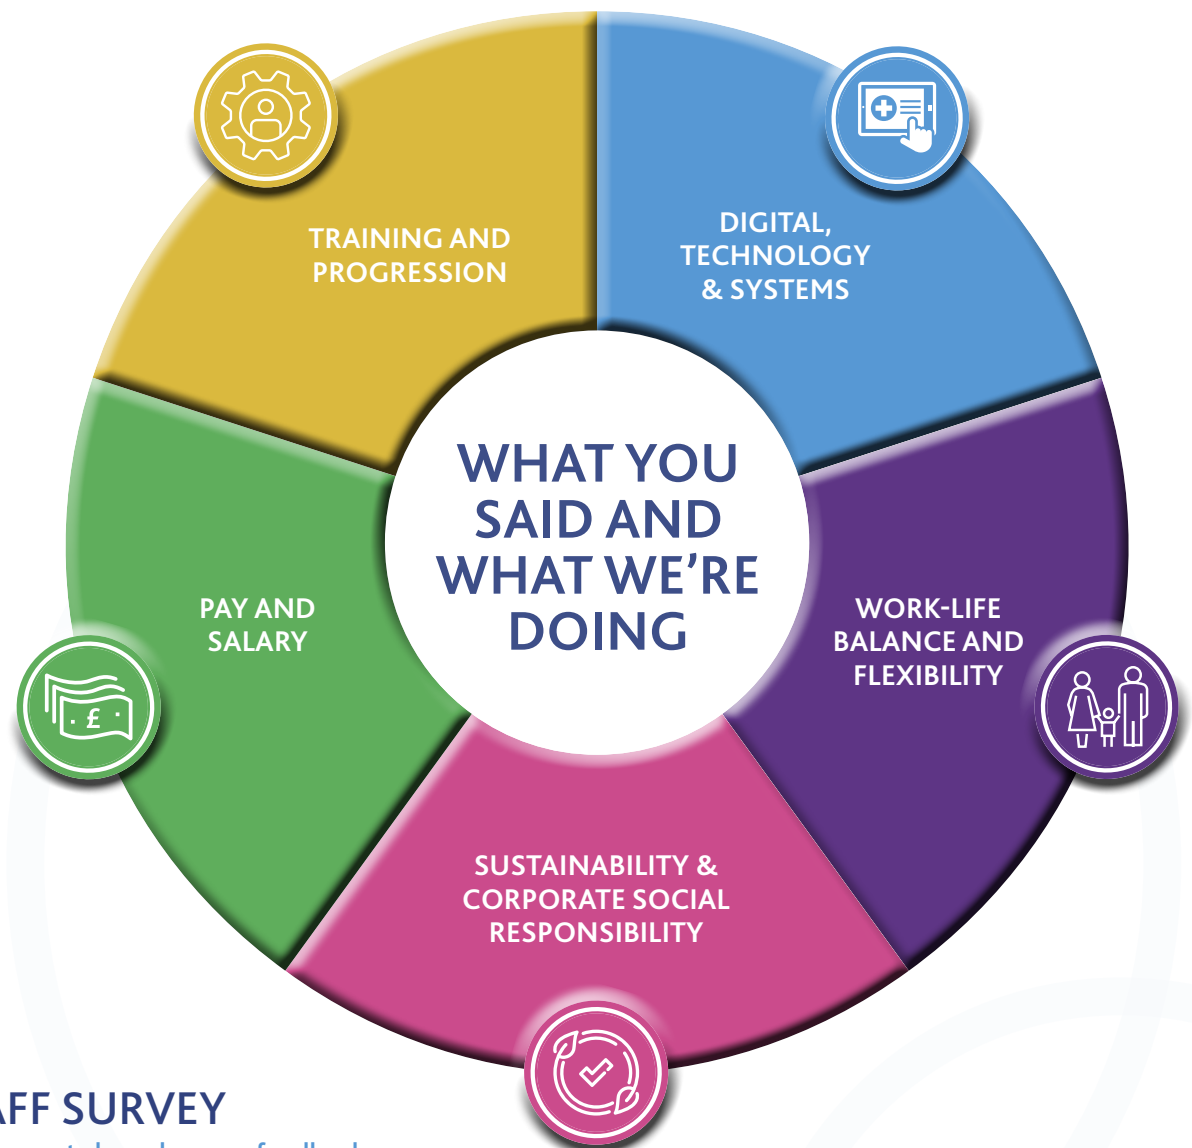 TRAINING AND
PROGRESSION
DIGITAL,
TECHNOLOGY
& SYSTEMS
WHAT YOU
SAID AND
WHAT WE'RE
DOING
PAY AND
SALARY
£
WORK-LIFE
BALANCE AND
FLEXIBILITY
SUSTAINABILITY &
CORPORATE SOCIAL
RESPONSIBILITY
AFF SURVEY